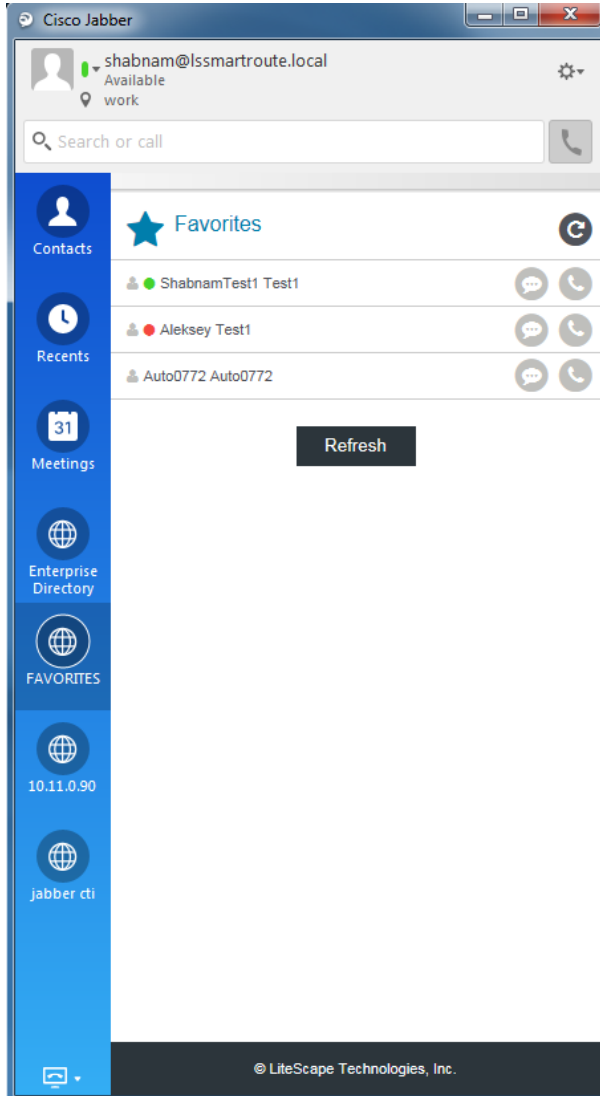 Cisco Jabber
shabnam@lssmartroute.local
Available
work
Search or call
Contacts
Recents
31
Meetings
Enterprise
Directory
FAVORITES
10.11.0.90
jabber cti
Favorites
ShabnamTest1 Test1
Aleksey Test1
Auto0772 Auto0772
Refresh
© LiteScape Technologies, Inc.